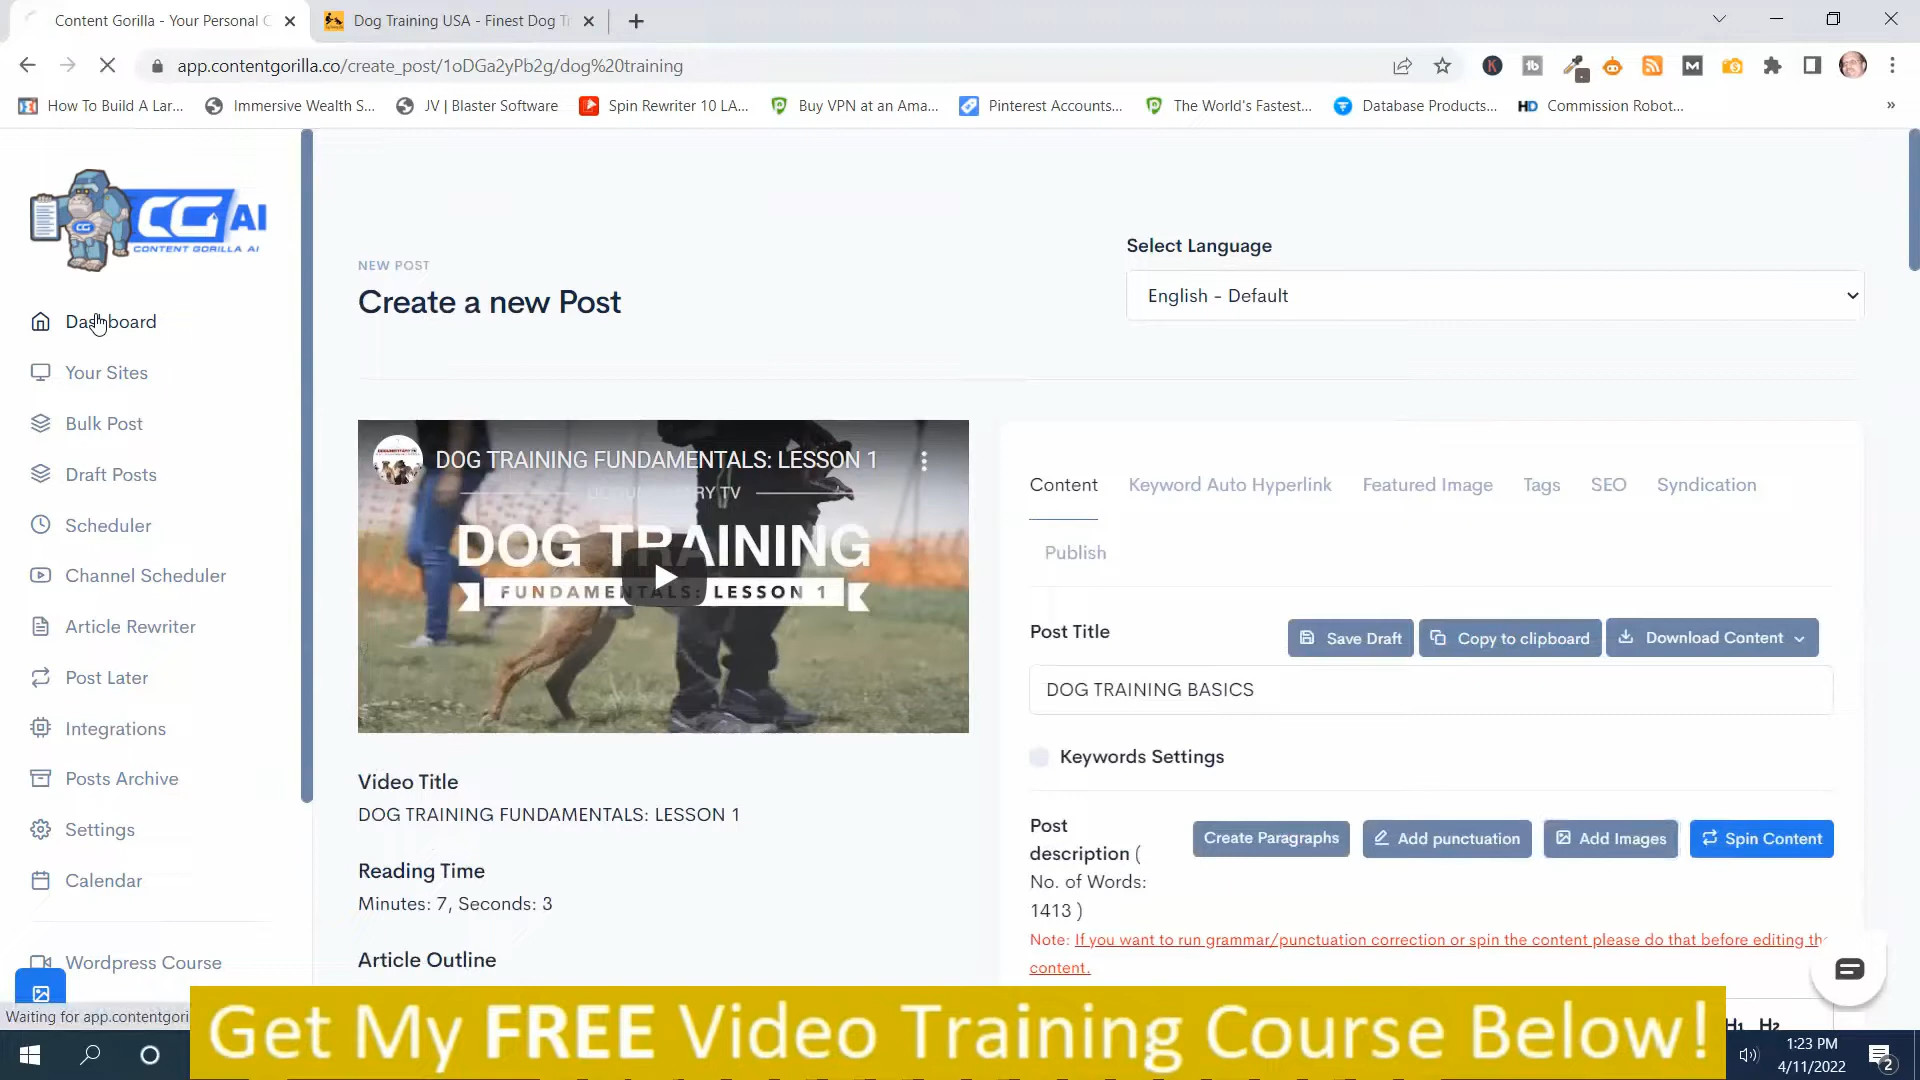 Content Gorilla - Your Personal C
Dog Training USA - Finest Dog Ti
app.contentgorilla.co/create_post/1oDGa2yPb2g/dog%20training
How To Build A Lar...
Immersive Wealth S...
JV | Blaster Software
Spin Rewriter 10 LA...
Buy VPN at an Ama...
Pinterest Accounts...
The World's Fastest...
Database Products...
Commission Robot...
CG AI
CONTENT GORILLA AI
Dashboard
Your Sites
Bulk Post
Draft Posts
Scheduler
Channel Scheduler
Article Rewriter
Post Later
Integrations
Posts Archive
Settings
Calendar
Wordpress Course
Waiting for app.contentgori
NEW POST
Create a new Post
Select Language
English - Default
DOG TRAINING FUNDAMENTALS: LESSON 1
DOG TRAINING
FUNDAMENTALS: LESSON 1
Video Title
DOG TRAINING FUNDAMENTALS: LESSON 1
Reading Time
Minutes: 7, Seconds: 3
Article Outline
Content
Keyword Auto Hyperlink
Featured Image
Tags
SEO
Syndication
Publish
Post Title
Save Draft
Copy to clipboard
Download Content
DOG TRAINING BASICS
Keywords Settings
Post
description (
No. of Words:
1413 )
Create Paragraphs
Add punctuation
Add Images
Spin Content
Note: If you want to run grammar/punctuation correction or spin the content please do that before editing the
content.
H1 H2
Get My FREE Video Training Course Below!
1:23 PM
4/11/2022
2